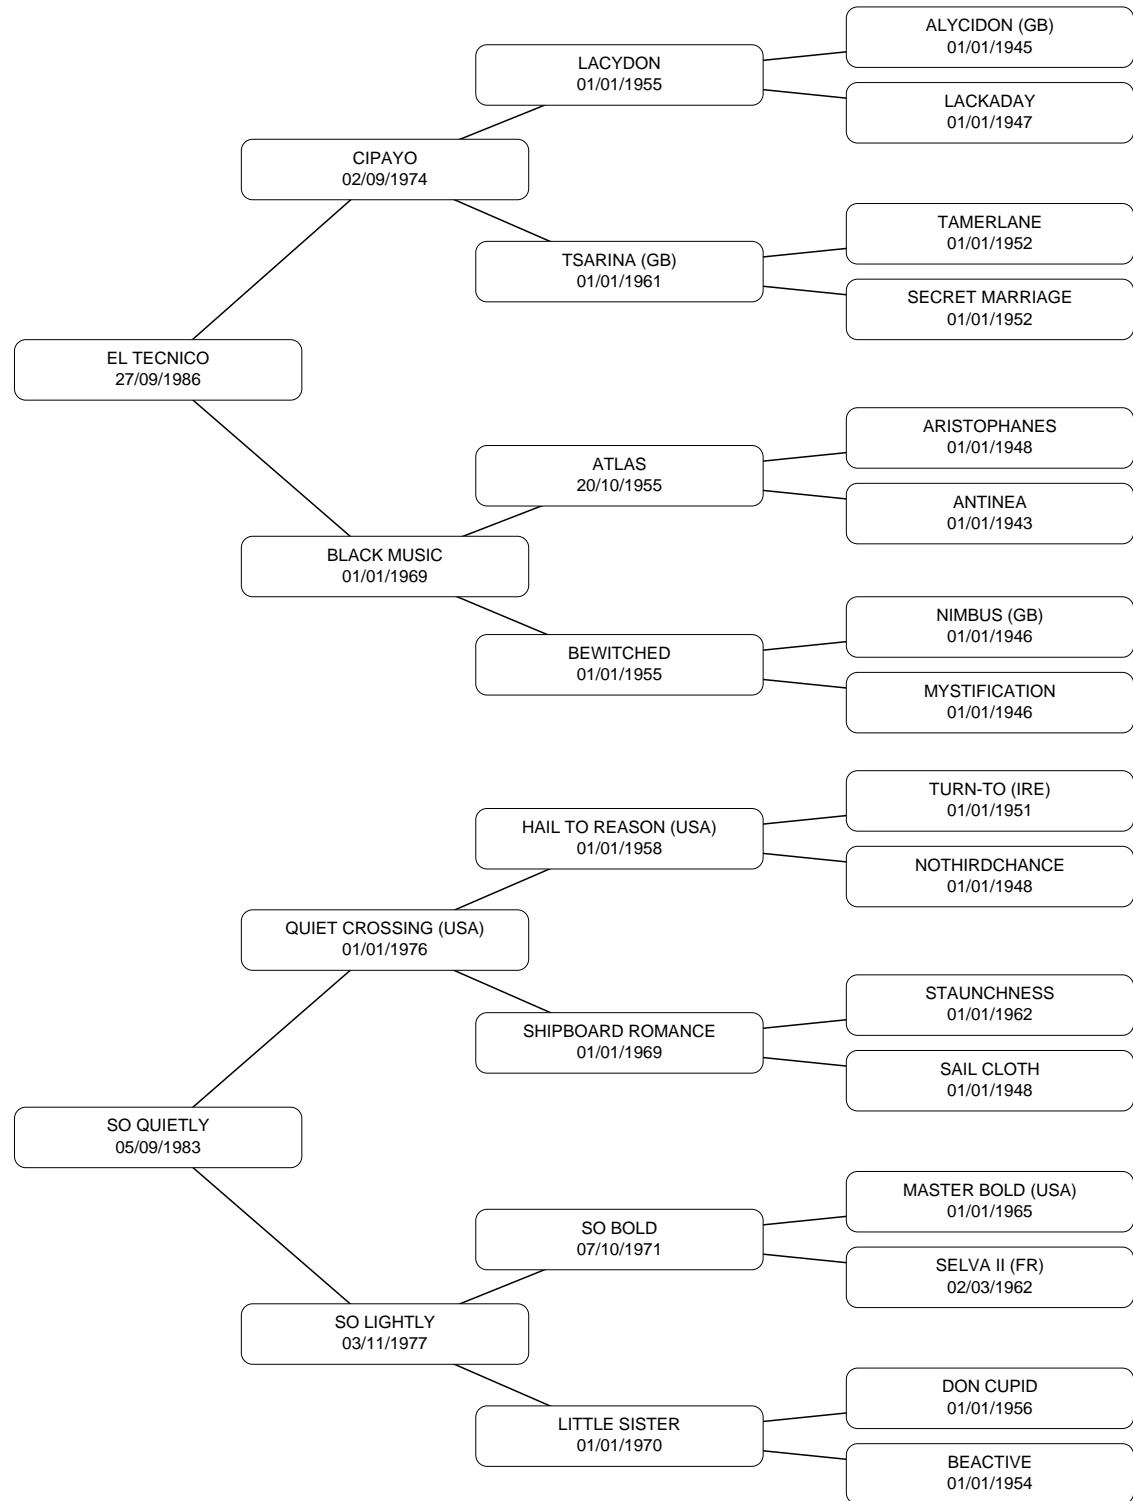 ALYCIDON (GB)
01/01/1945
LACYDON
01/01/1955
LACKADAY
01/01/1947
CIPAYO
02/09/1974
TAMERLANE
01/01/1952
TSARINA (GB)
01/01/1961
SECRET MARRIAGE
01/01/1952
EL TECNICO
27/09/1986
ARISTOPHANES
01/01/1948
ATLAS
20/10/1955
ANTINEA
01/01/1943
BLACK MUSIC
01/01/1969
NIMBUS (GB)
01/01/1946
BEWITCHED
01/01/1955
MYSTIFICATION
01/01/1946
TURN-TO (IRE)
01/01/1951
HAIL TO REASON (USA)
01/01/1958
NOTHIRDCHANCE
01/01/1948
QUIET CROSSING (USA)
01/01/1976
STAUNCHNESS
01/01/1962
SHIPBOARD ROMANCE
01/01/1969
SAIL CLOTH
01/01/1948
SO QUIETLY
05/09/1983
MASTER BOLD (USA)
01/01/1965
SO BOLD
07/10/1971
SELVA II (FR)
02/03/1962
SO LIGHTLY
03/11/1977
DON CUPID
01/01/1956
LITTLE SISTER
01/01/1970
BEACTIVE
01/01/1954